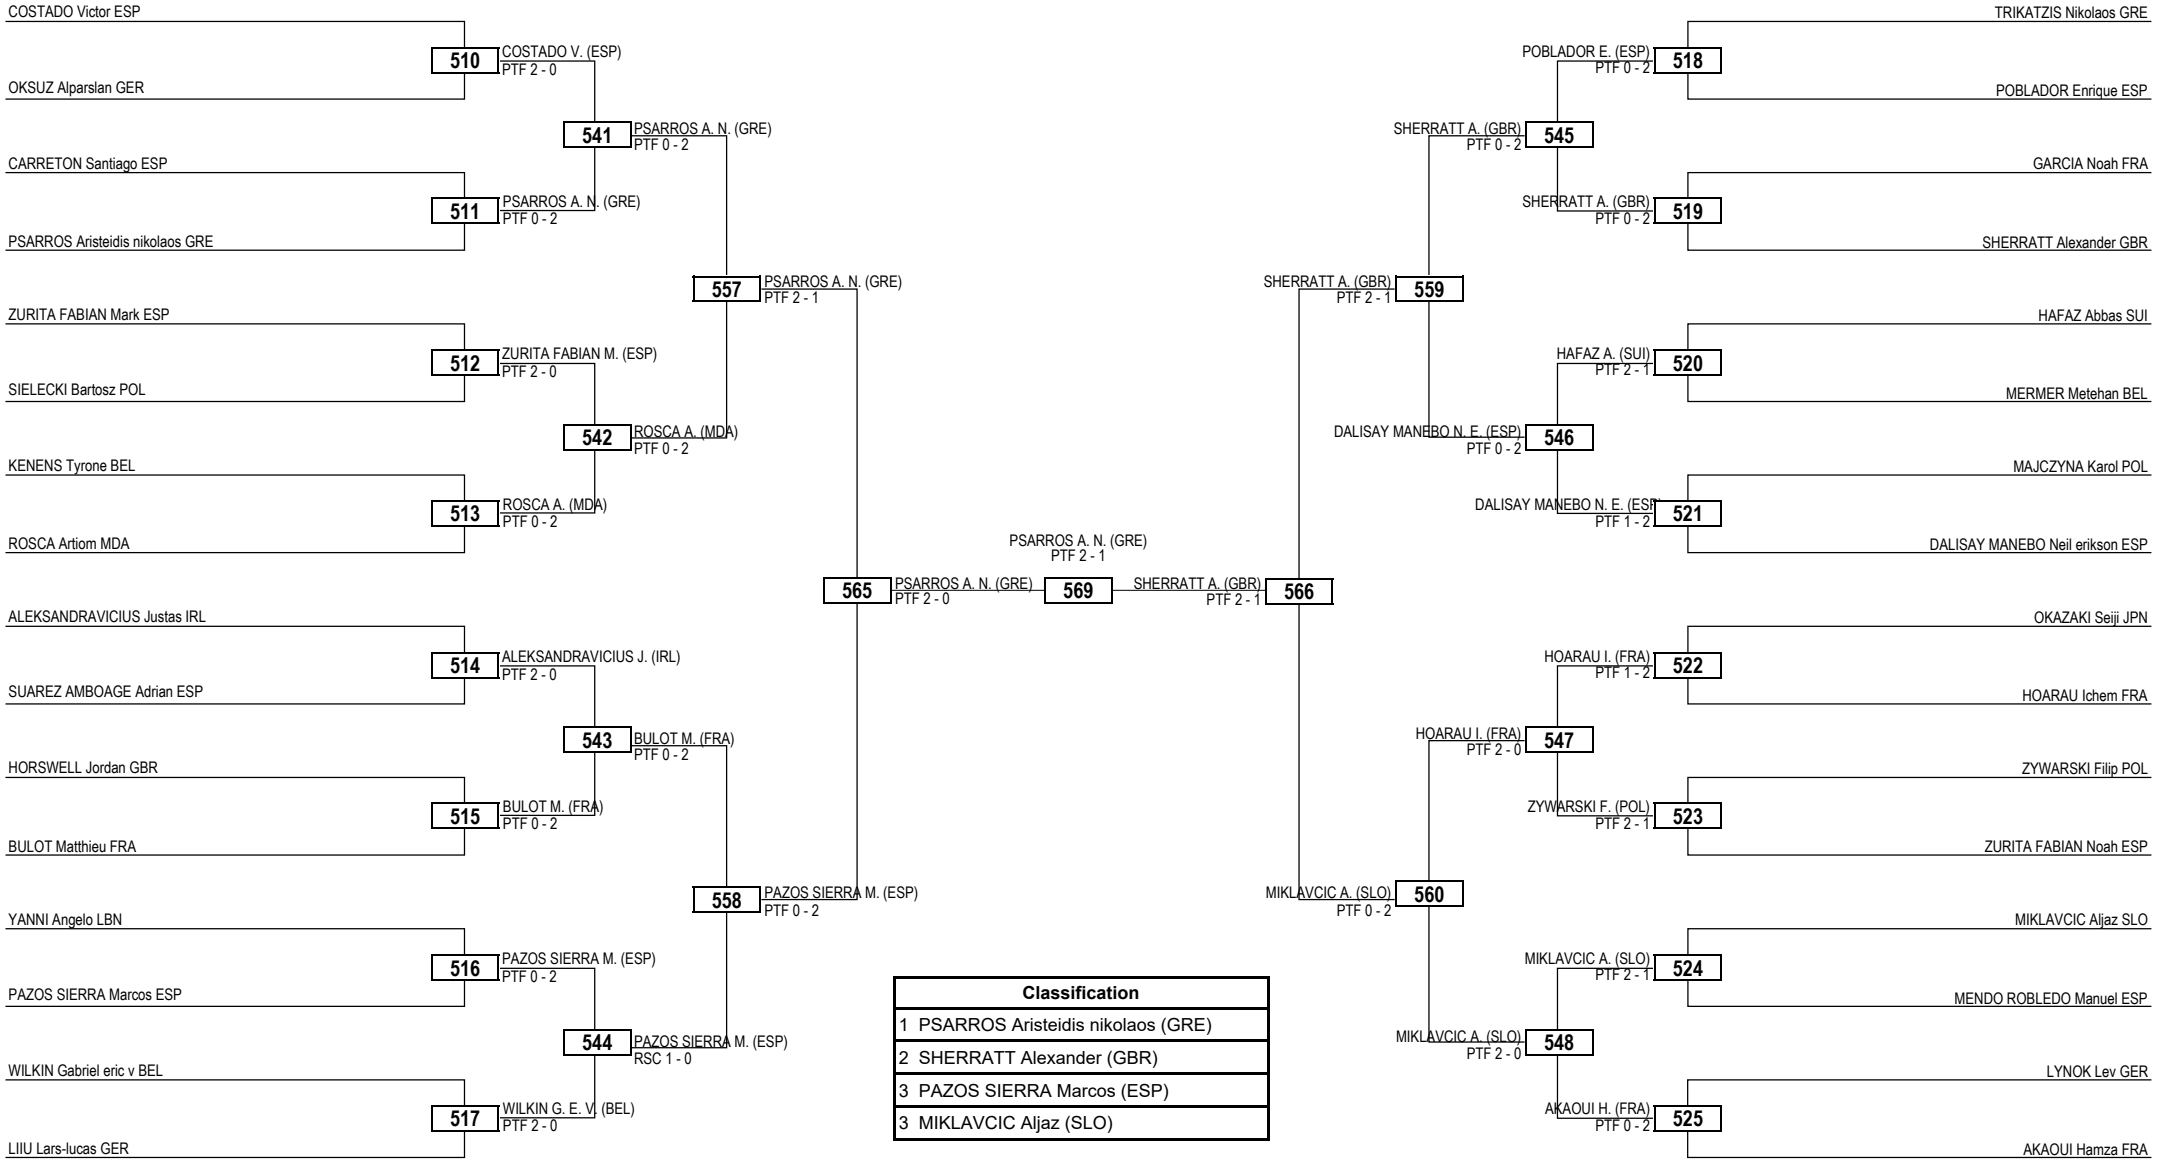 COSTADO Victor ESP
510
COSTADO V. (ESP)
PTF 2 - 0
OKSUZ Alparslan GER
541
PSARROS A. N. (GRE)
PTF 0 - 2
CARRETON Santiago ESP
511
PSARROS A. N. (GRE)
PTF 0 - 2
PSARROS Aristeidis nikolaos GRE
557
PSARROS A. N. (GRE)
PTF 2 - 1
ZURITA FABIAN Mark ESP
512
ZURITA FABIAN M. (ESP)
PTF 2 - 0
SIELECKI Bartosz POL
542
ROSCA A. (MDA)
PTF 0 - 2
KENENS Tyrone BEL
513
ROSCA A. (MDA)
PTF 0 - 2
ROSCA Artiom MDA
565
PSARROS A. N. (GRE)
PTF 2 - 0
ALEKSANDRAVICIUS Justas IRL
514
ALEKSANDRAVICIUS J. (IRL)
PTF 2 - 0
SUAREZ AMBOAGE Adrian ESP
543
BULOT M. (FRA)
PTF 0 - 2
HORSWELL Jordan GBR
515
BULOT M. (FRA)
PTF 0 - 2
BULOT Matthieu FRA
558
PAZOS SIERRA M. (ESP)
PTF 0 - 2
YANNI Angelo LBN
516
PAZOS SIERRA M. (ESP)
PTF 0 - 2
PAZOS SIERRA Marcos ESP
544
PAZOS SIERRA M. (ESP)
RSC 1 - 0
WILKIN Gabriel eric v BEL
517
WILKIN G. E. V. (BEL)
PTF 2 - 0
LIIU Lars-lucas GER
PSARROS A. N. (GRE)
PTF 2 - 1
569
TRIKATZIS Nikolaos GRE
POBLADOR E. (ESP)
PTF 0 - 2
518
POBLADOR Enrique ESP
SHERRATT A. (GBR)
PTF 0 - 2
545
GARCIA Noah FRA
SHERRATT A. (GBR)
PTF 0 - 2
519
SHERRATT Alexander GBR
SHERRATT A. (GBR)
PTF 2 - 1
559
HAFAZ Abbas SUI
HAFAZ A. (SUI)
PTF 2 - 1
520
MERMER Metehan BEL
DALISAY MANEBO N. E. (ESP)
PTF 0 - 2
546
MAJCZYNA Karol POL
DALISAY MANEBO N. E. (ESP
PTF 1 - 2
521
DALISAY MANEBO Neil erikson ESP
SHERRATT A. (GBR)
PTF 2 - 1
566
OKAZAKI Seiji JPN
HOARAU I. (FRA)
PTF 1 - 2
522
HOARAU Ichem FRA
HOARAU I. (FRA)
PTF 2 - 0
547
ZYWARSKI Filip POL
ZYWARSKI F. (POL)
PTF 2 - 1
523
ZURITA FABIAN Noah ESP
MIKLAVCIC A. (SLO)
PTF 0 - 2
560
MIKLAVCIC Aljaz SLO
MIKLAVCIC A. (SLO)
PTF 2 - 1
524
MENDO ROBLEDO Manuel ESP
MIKLAVCIC A. (SLO)
PTF 2 - 0
548
LYNOK Lev GER
AKAOUI H. (FRA)
PTF 0 - 2
525
AKAOUI Hamza FRA
Classification
1 PSARROS Aristeidis nikolaos (GRE)
2 SHERRATT Alexander (GBR)
3 PAZOS SIERRA Marcos (ESP)
3 MIKLAVCIC Aljaz (SLO)